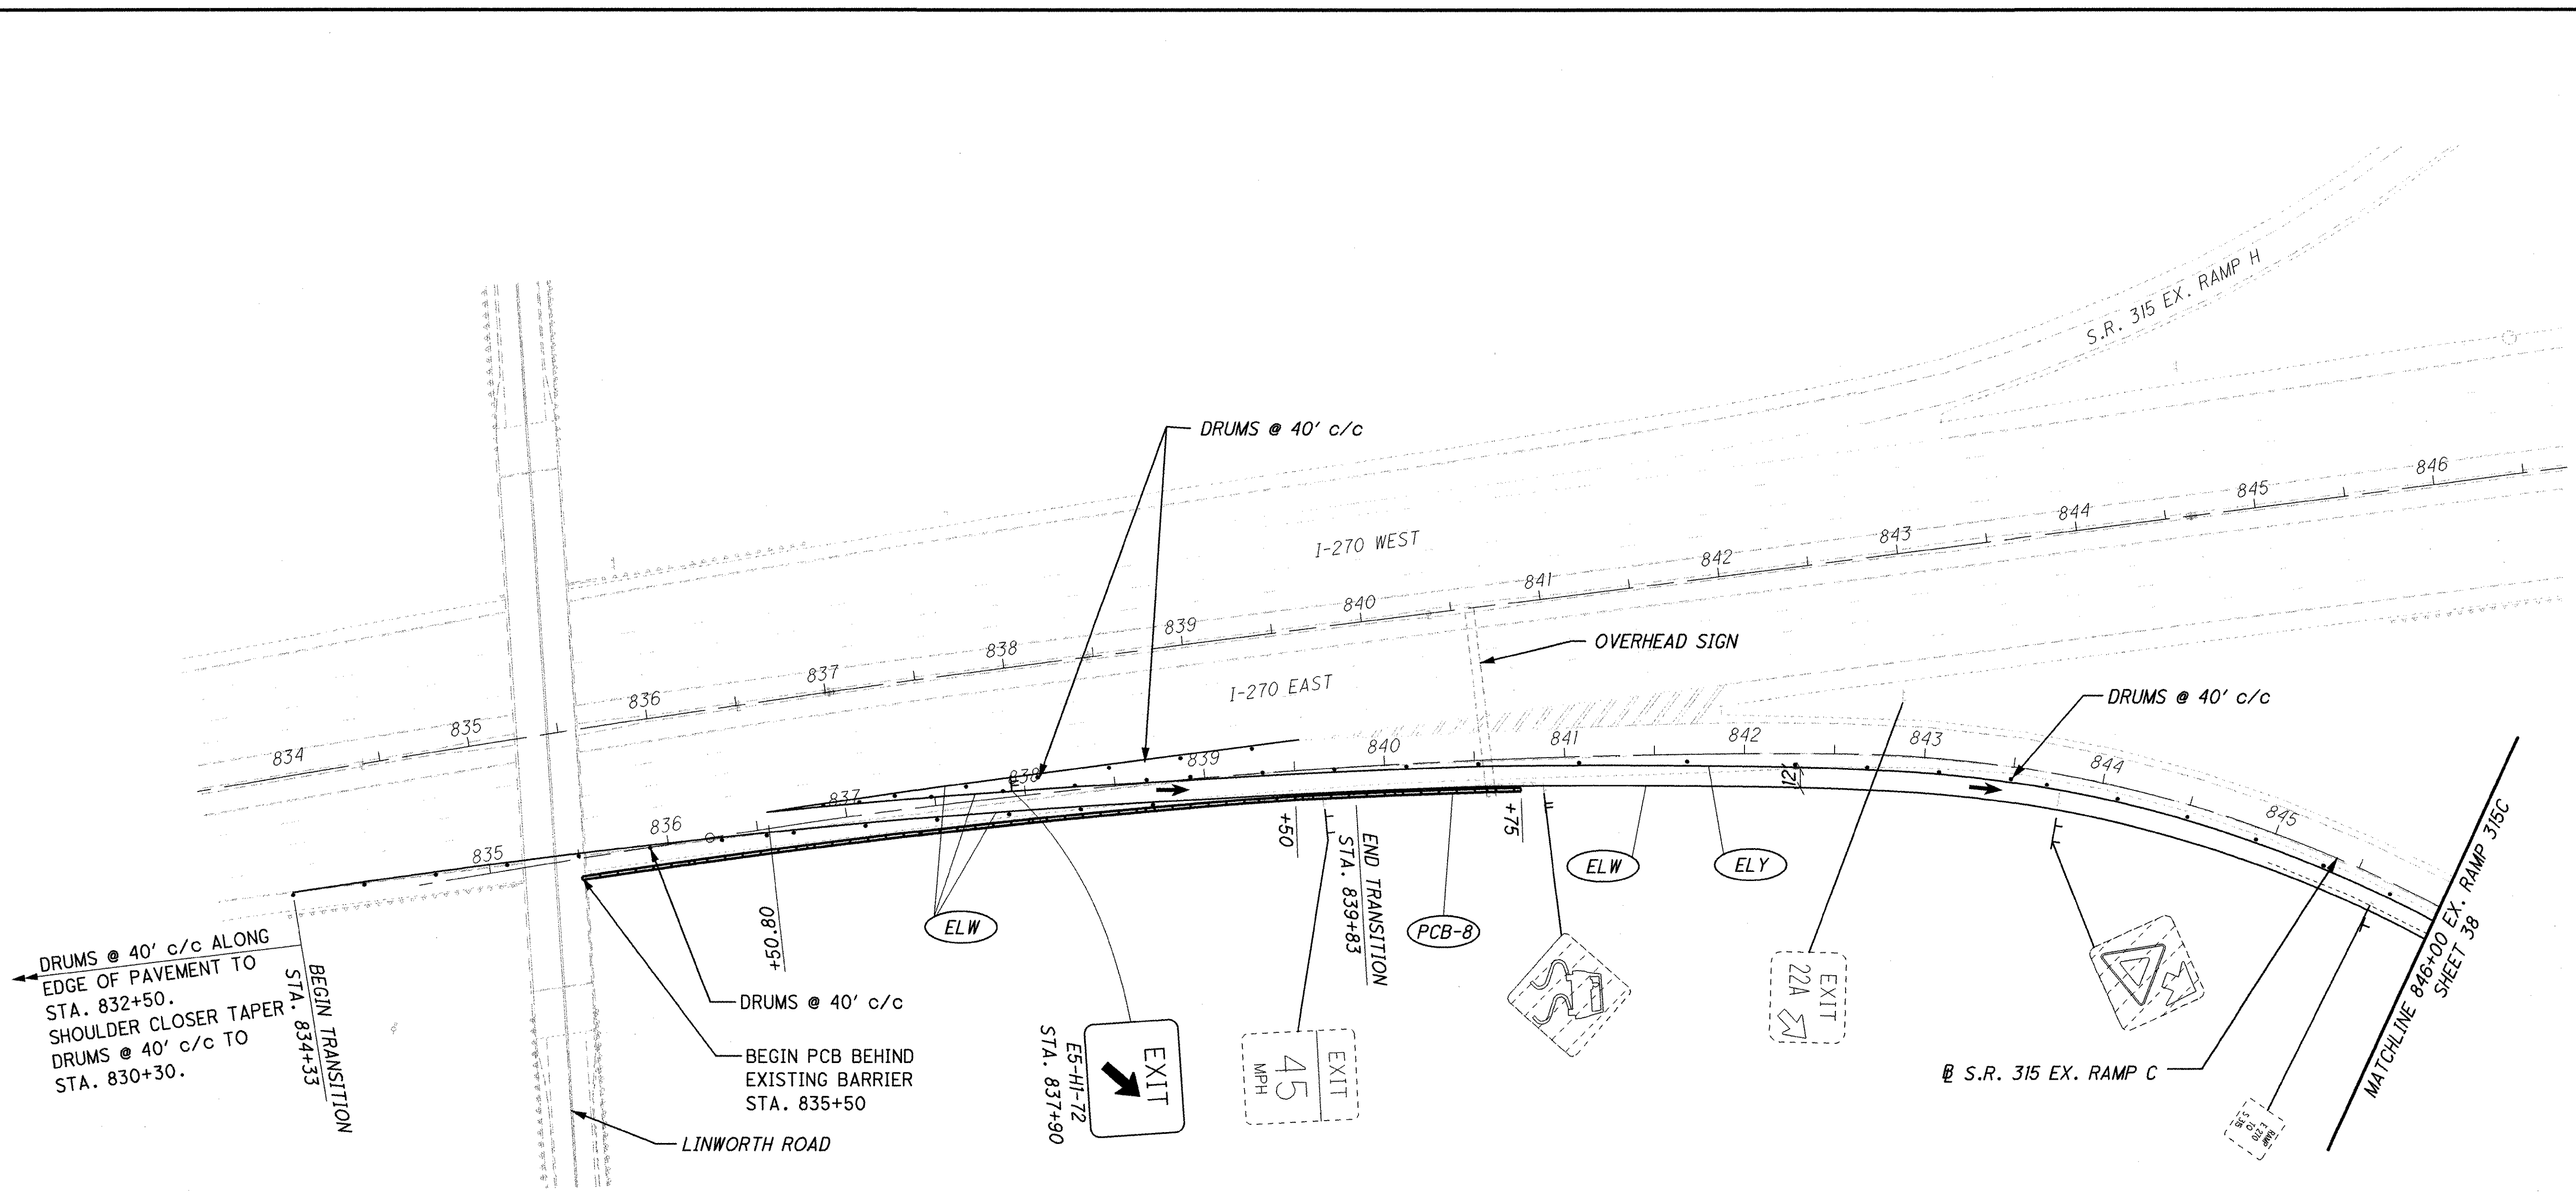 S.R. 315 EX. RAMP H
DRUMS @ 40' c/c
I-270 WEST
834
835
836
837
838
839
840
841
842
843
844
845
846
OVERHEAD SIGN
I-270 EAST
DRUMS @ 40' c/c
835
836
837
838
839
840
841
842
843
844
845
12'
+50.80
+50
+75
END TRANSITION
STA. 839+83
ELW
PCB-8
ELW
ELY
DRUMS @ 40' c/c ALONG
EDGE OF PAVEMENT TO
STA. 832+50.
SHOULDER CLOSER TAPER
DRUMS @ 40' c/c TO
STA. 830+30.
BEGIN TRANSITION
STA. 834+33
DRUMS @ 40' c/c
BEGIN PCB BEHIND
EXISTING BARRIER
STA. 835+50
LINWORTH ROAD
E5-H1-72
STA. 837+90
EXIT
EXIT
45
MPH
EXIT
22A
℄ S.R. 315 EX. RAMP C
RAMP
E 270
TO
S 315
MATCHLINE 846+00 EX. RAMP 315C
SHEET 38